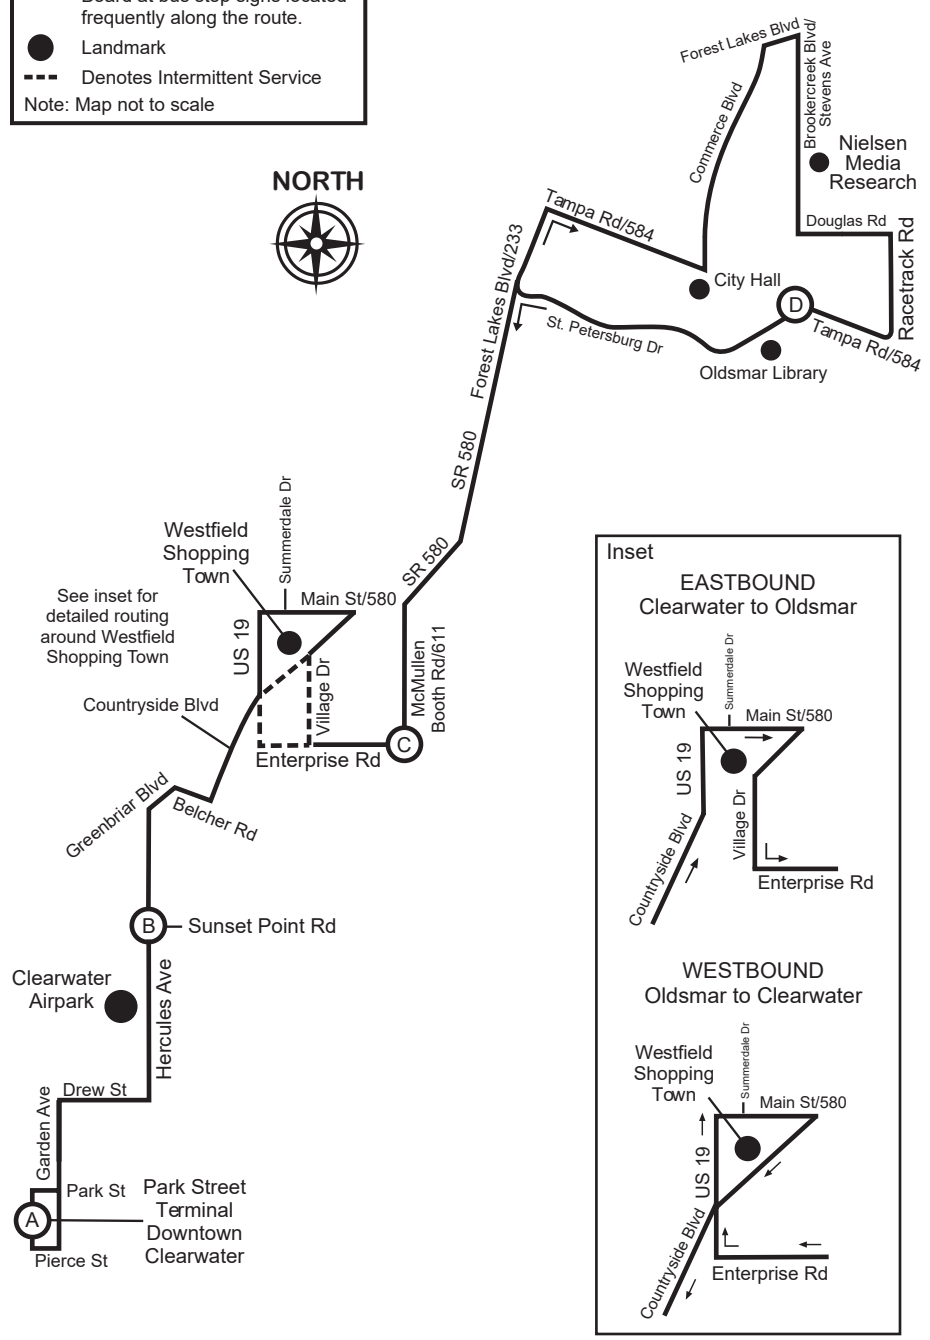 frequently along the route.
Landmark
Denotes Intermittent Service
Note: Map not to scale
NORTH
Forest Lakes Blvd
Brookercreek Blvd/
Stevens Ave
Commerce Blvd
Nielsen
Media
Research
Douglas Rd
Racetrack Rd
Tampa Rd/584
City Hall
D
Tampa Rd/584
Forest Lakes Blvd/233
St. Petersburg Dr
Oldsmar Library
SR 580
SR 580
Summerdale Dr
Westfield
Shopping
Town
Main St/580
See inset for
detailed routing
around Westfield
Shopping Town
US 19
Village Dr
McMullen
Booth Rd/611
Countryside Blvd
C
Enterprise Rd
Greenbriar Blvd
Belcher Rd
B
Sunset Point Rd
Clearwater
Airpark
Hercules Ave
Drew St
Garden Ave
Park St
A
Park Street
Terminal
Downtown
Clearwater
Pierce St
Inset
EASTBOUND
Clearwater to Oldsmar
Summerdale Dr
Westfield
Shopping
Town
Main St/580
US 19
Village Dr
Countryside Blvd
Enterprise Rd
WESTBOUND
Oldsmar to Clearwater
Summerdale Dr
Westfield
Shopping
Town
Main St/580
US 19
Countryside Blvd
Enterprise Rd